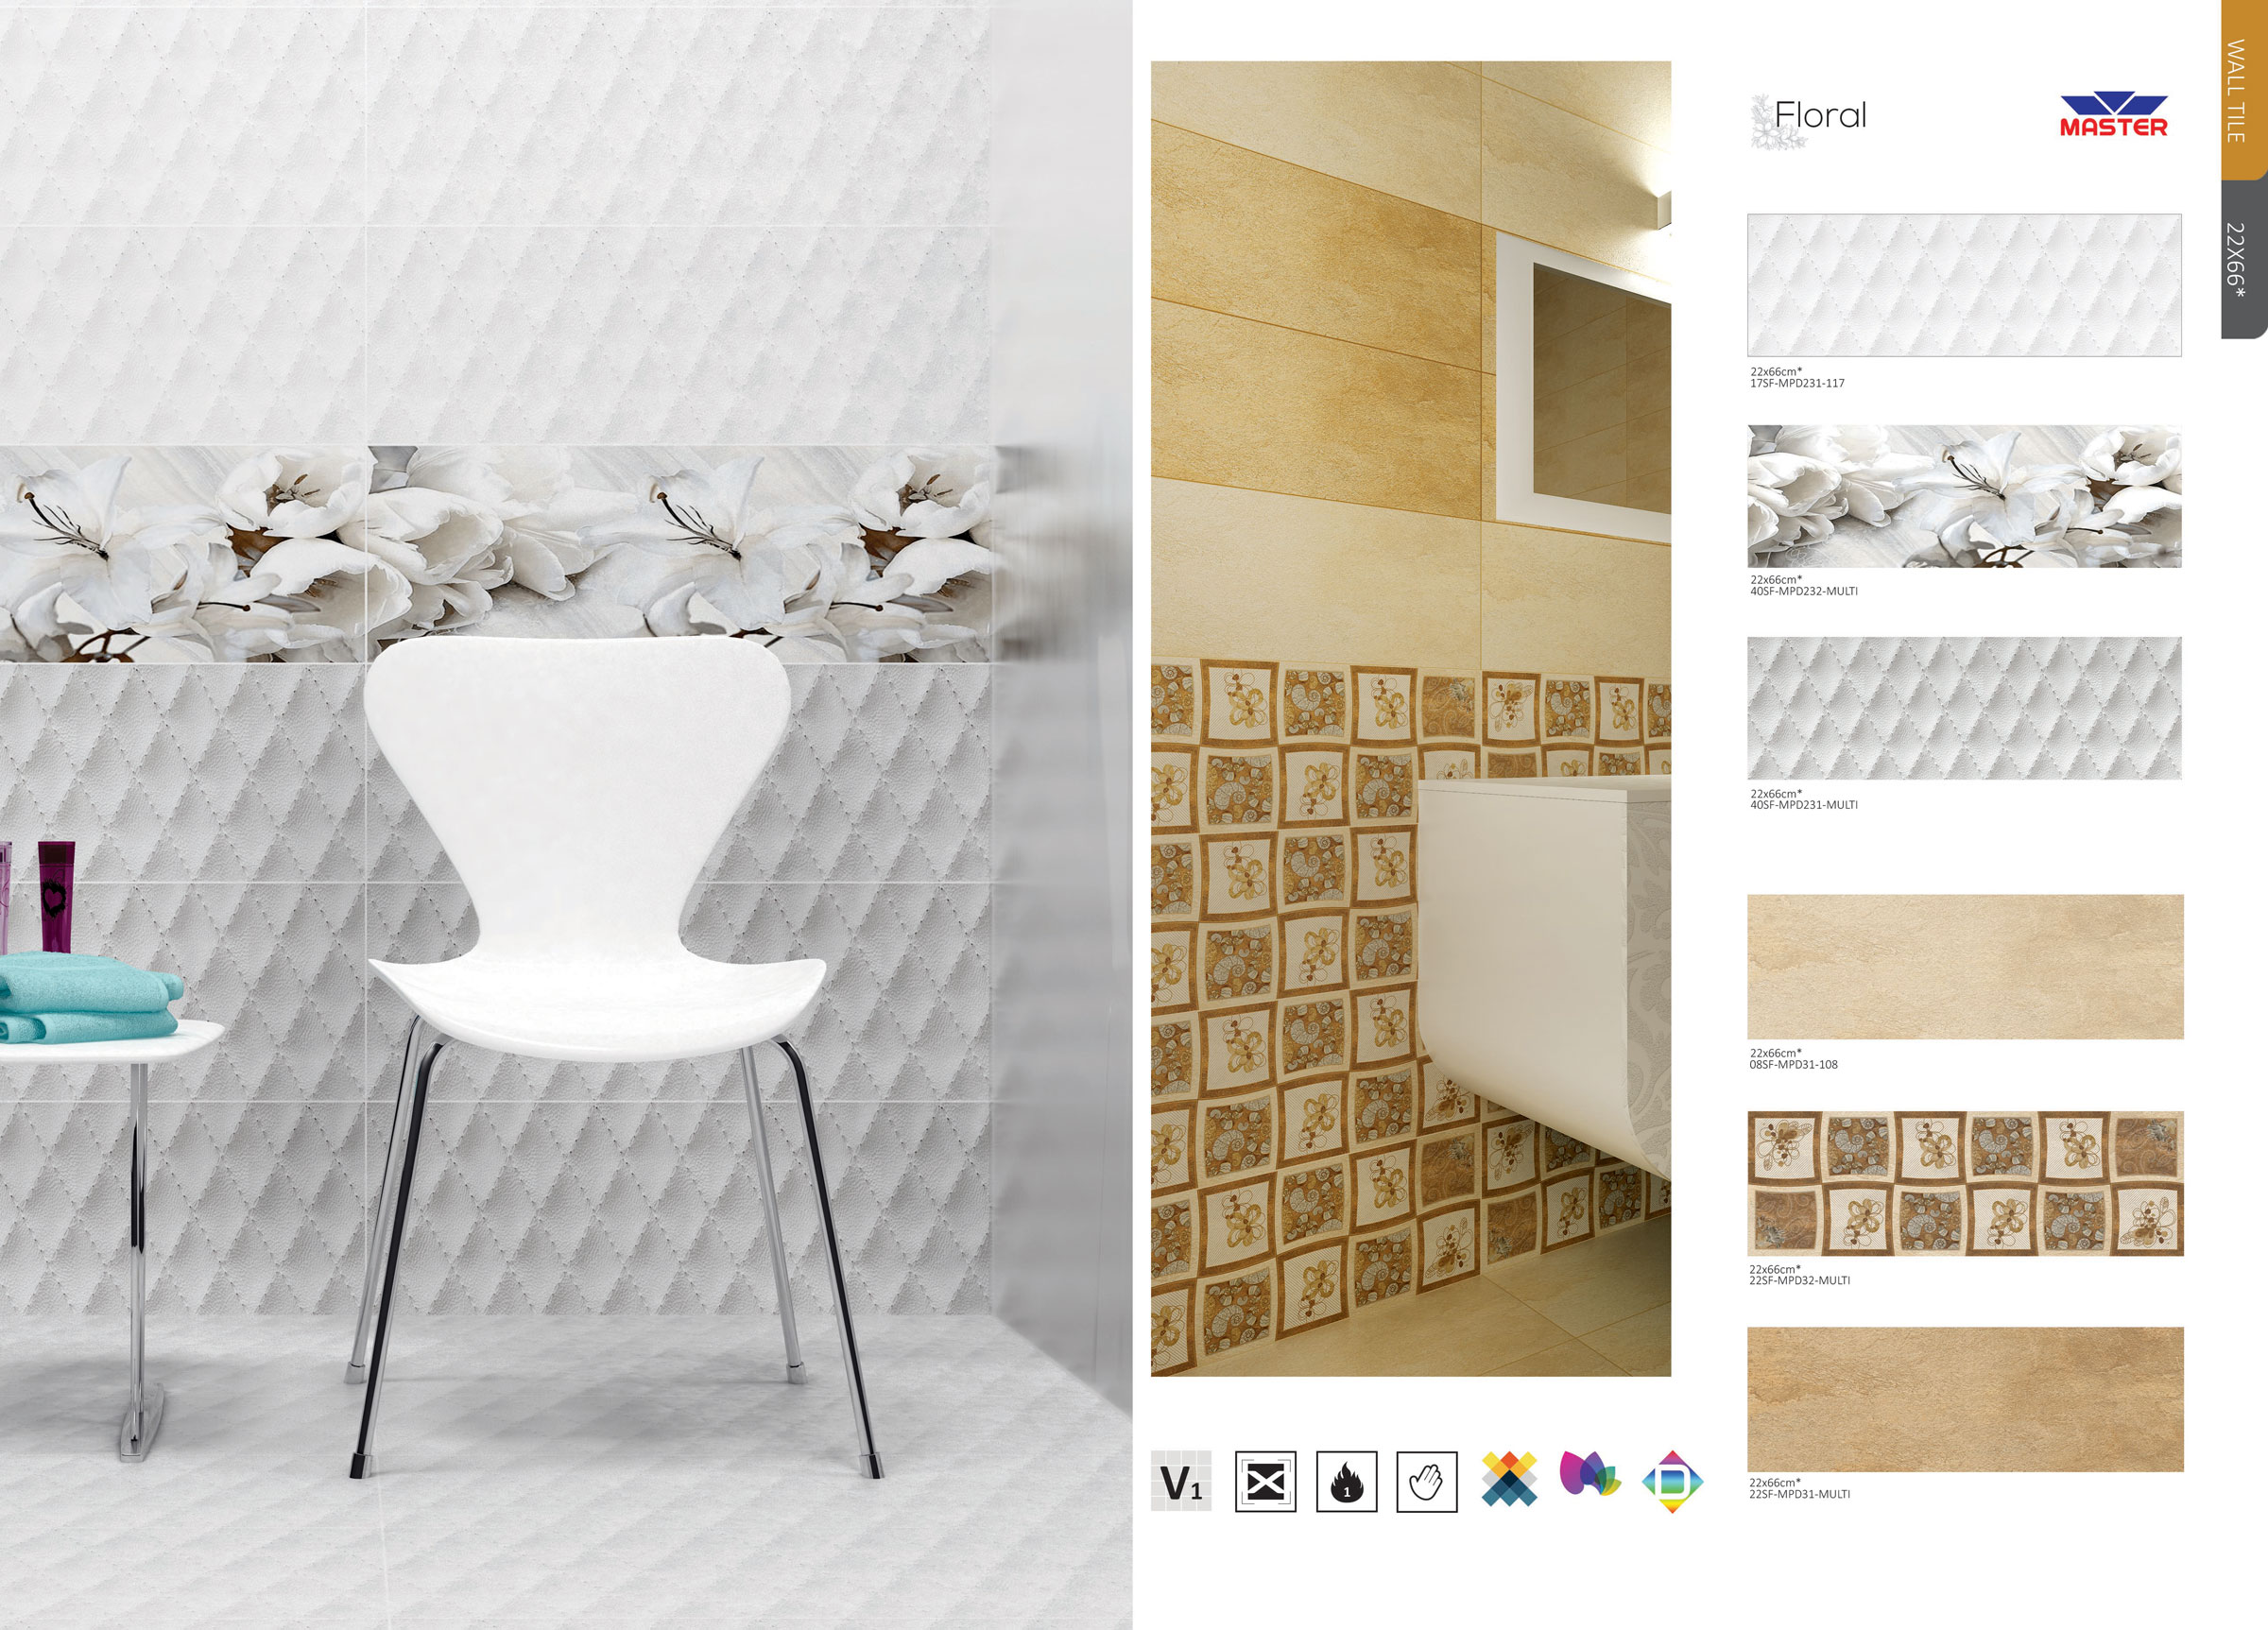 Floral
MASTER
WALL TILE
22X66*
22x66cm*
17SF-MPD231-117
22x66cm*
40SF-MPD232-MULTI
22x66cm*
40SF-MPD231-MULTI
22x66cm*
08SF-MPD31-108
22x66cm*
22SF-MPD32-MULTI
22x66cm*
22SF-MPD31-MULTI
V1
1
D